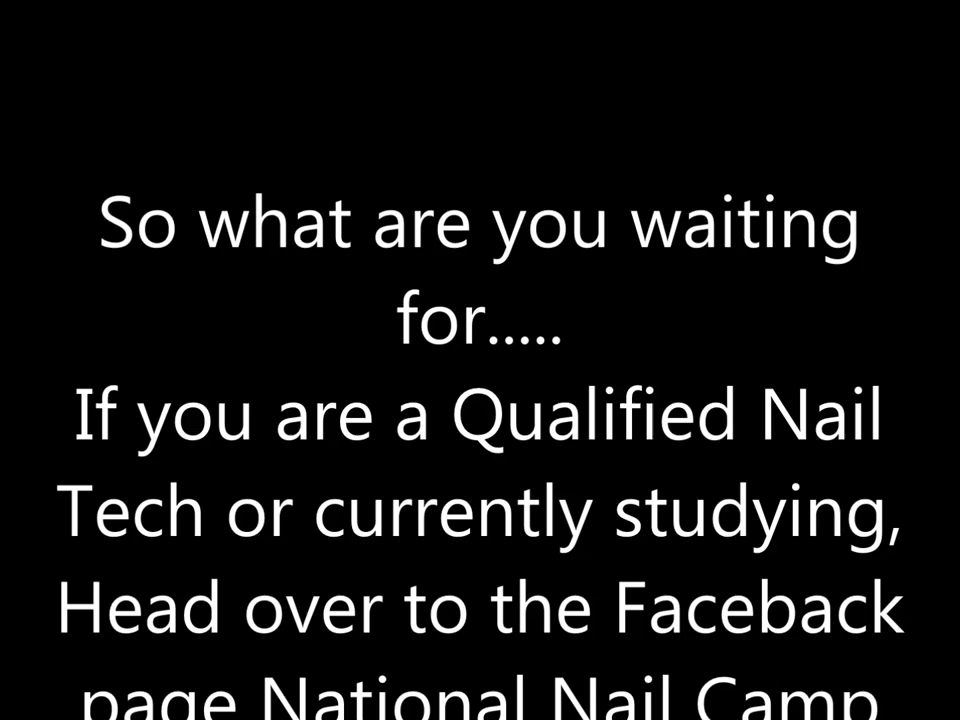 So what are you waiting
for.....
If you are a Qualified Nail
Tech or currently studying,
Head over to the Faceback
page National Nail Camp